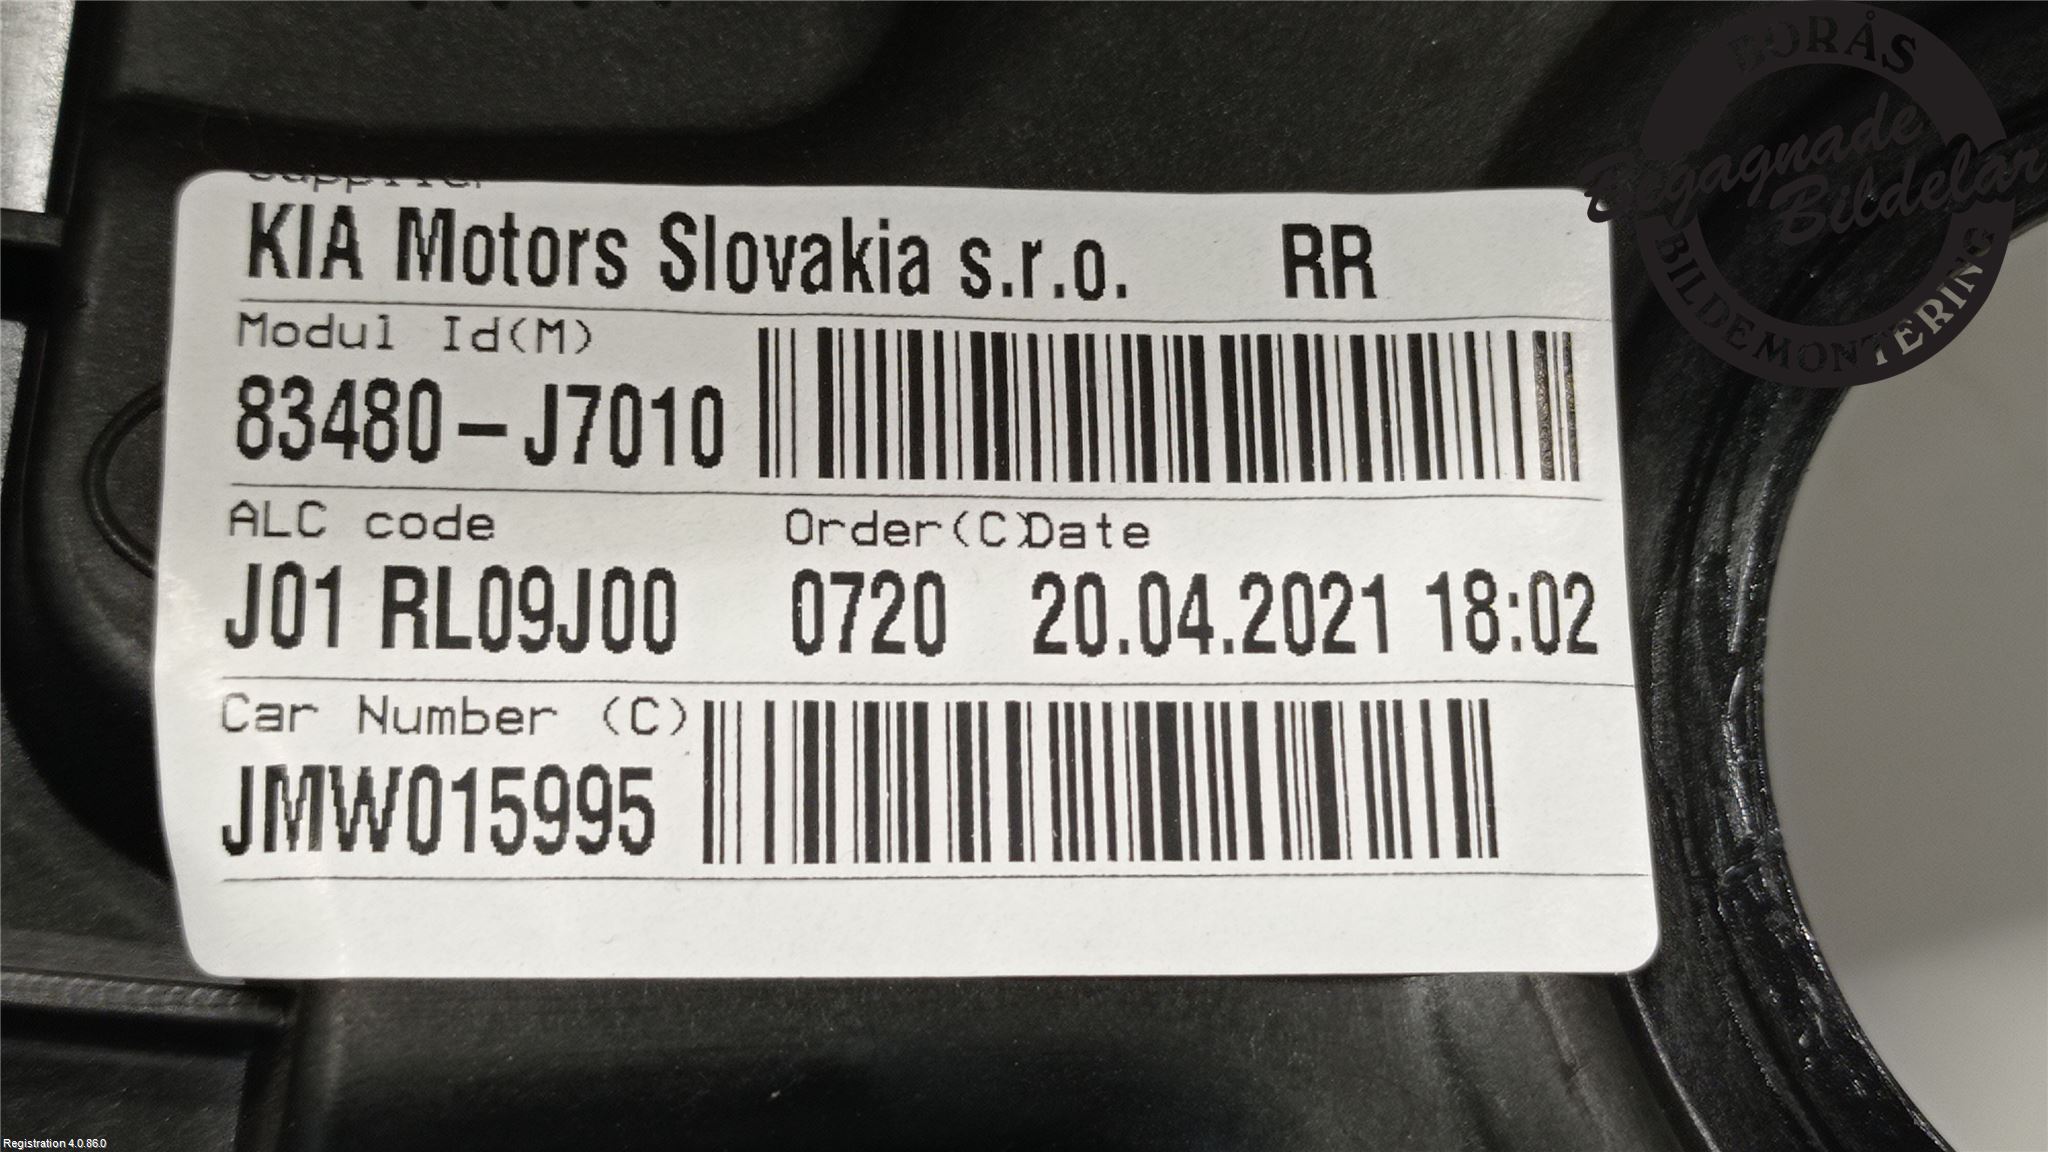 Supplier
KIA Motors Slovakia s.r.o. RR
Modul Id(M)
83480-J7010
ALC code Order(C)Date
J01 RL09J00 0720 20.04.2021 18:02
Car Number (C)
JMW015995
BORÅS
Begagnade
Bildelar
BILDEMONTERING
Registration 4.0.86.0